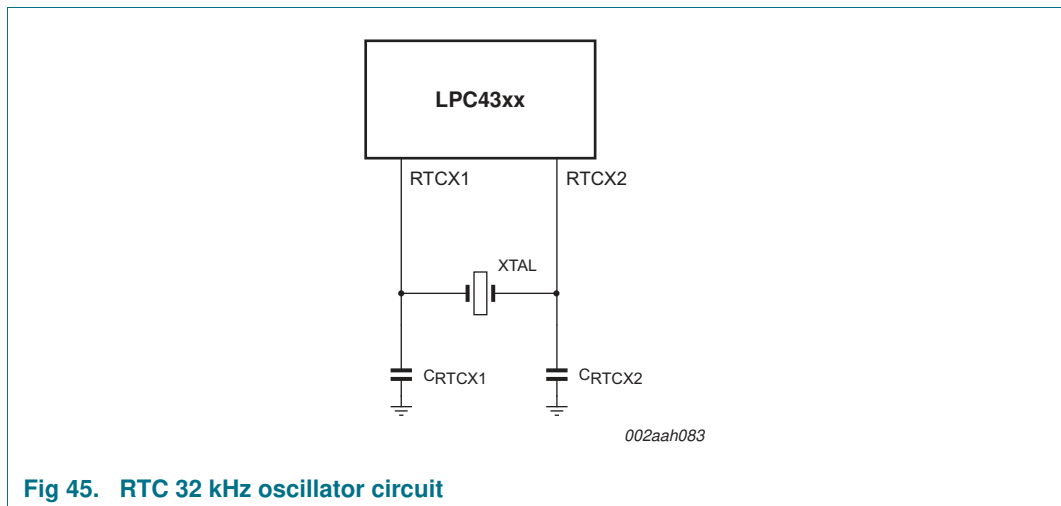 LPC43xx
RTCX1 RTCX2
XTAL
CRTCX1 CRTCX2
002aah083
Fig 45. RTC 32 kHz oscillator circuit